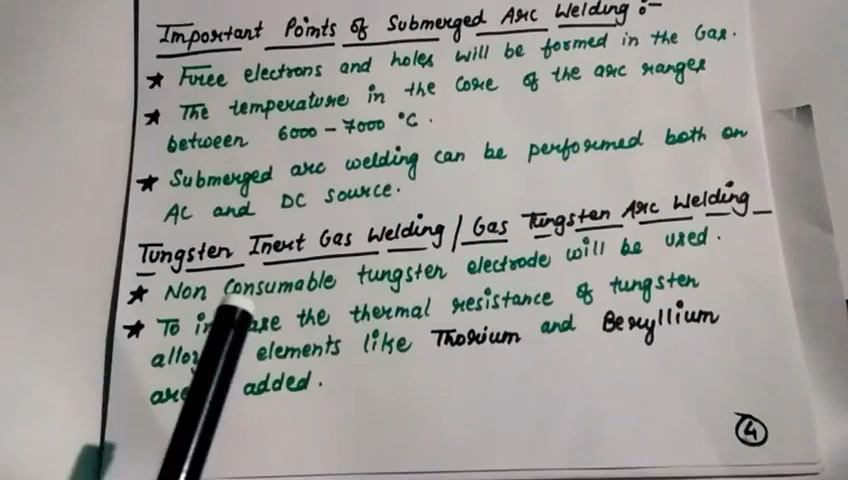 Important Points of Submerged Arc Welding :-
★ Free electrons and holes will be formed in the Gas.
★ The temperature in the core of the arc ranges
between 6000 - 7000 °C.
★ Submerged arc welding can be performed both on
AC and DC source.
Tungsten Inert Gas Welding / Gas Tungsten Arc Welding
★ Non Consumable tungsten electrode will be used.
★ To the thermal resistance of tungsten
elements like Thorium and Beryllium
are added.
4